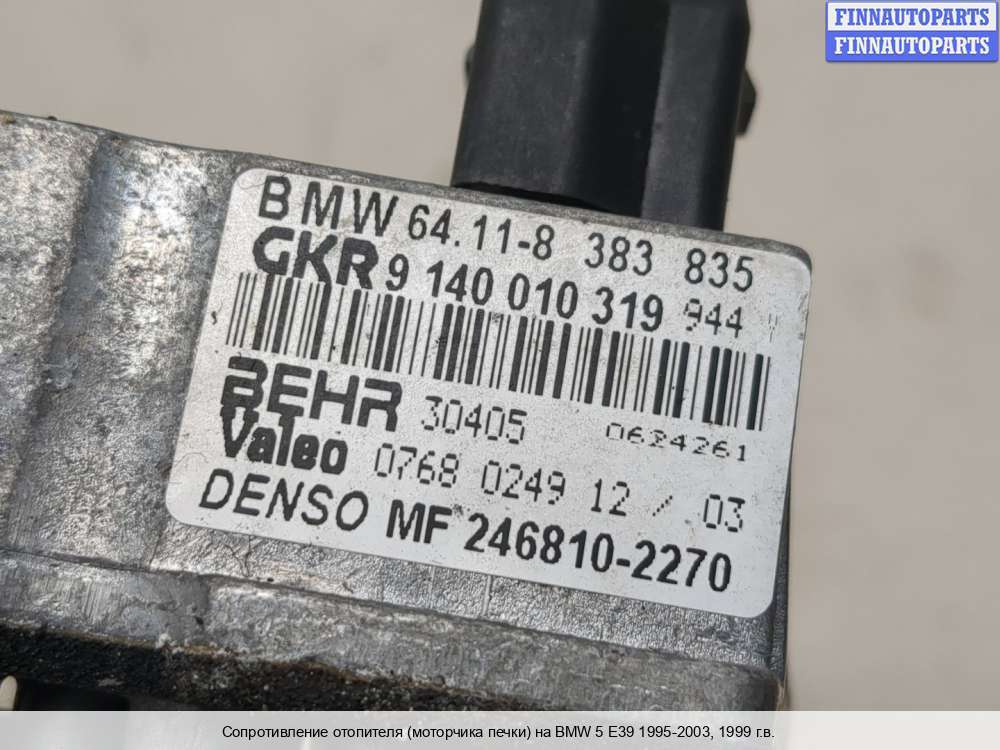 FINNAUTOPARTS
FINNAUTOPARTS
BMW 64.11-8 383 835
GKR 9 140 010 319 944
BEHR 30405 0624261
Valeo 0768 0249 12 / 03
DENSO MF 246810-2270
Сопротивление отопителя (моторчика печки) на BMW 5 E39 1995-2003, 1999 г.в.